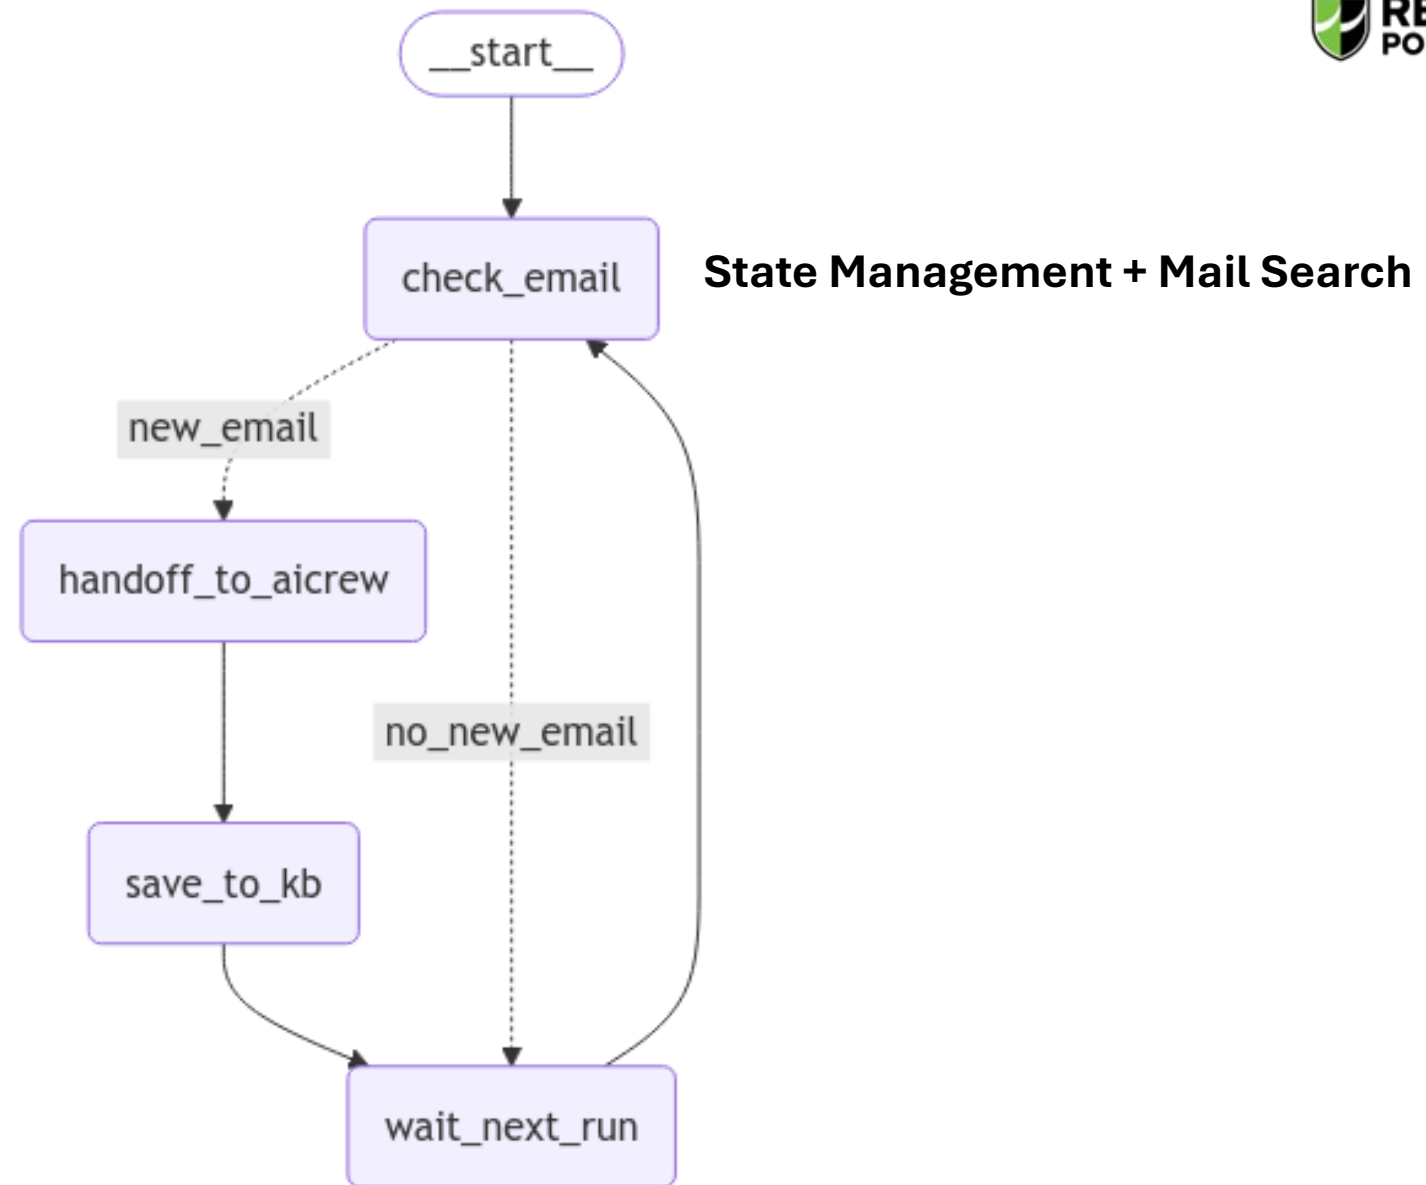 __start__
check_email
State Management + Mail Search
new_email
handoff_to_aicrew
no_new_email
save_to_kb
wait_next_run